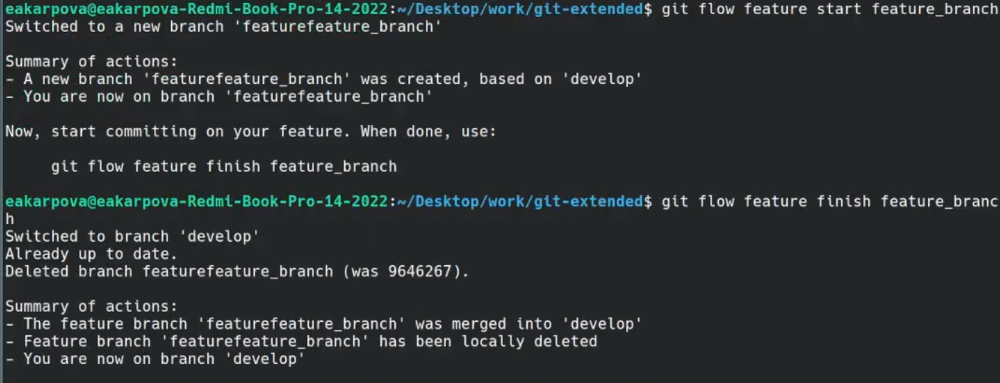 eakarpova@eakarpova-Redmi-Book-Pro-14-2022:~/Desktop/work/git-extended$ git flow feature start feature_branch
Switched to a new branch 'featurefeature_branch'
Summary of actions:
- A new branch 'featurefeature_branch' was created, based on 'develop'
- You are now on branch 'featurefeature_branch'
Now, start committing on your feature. When done, use:
git flow feature finish feature_branch
eakarpova@eakarpova-Redmi-Book-Pro-14-2022:~/Desktop/work/git-extended$ git flow feature finish feature_branc
h
Switched to branch 'develop'
Already up to date.
Deleted branch featurefeature_branch (was 9646267).
Summary of actions:
- The feature branch 'featurefeature_branch' was merged into 'develop'
- Feature branch 'featurefeature_branch' has been locally deleted
- You are now on branch 'develop'